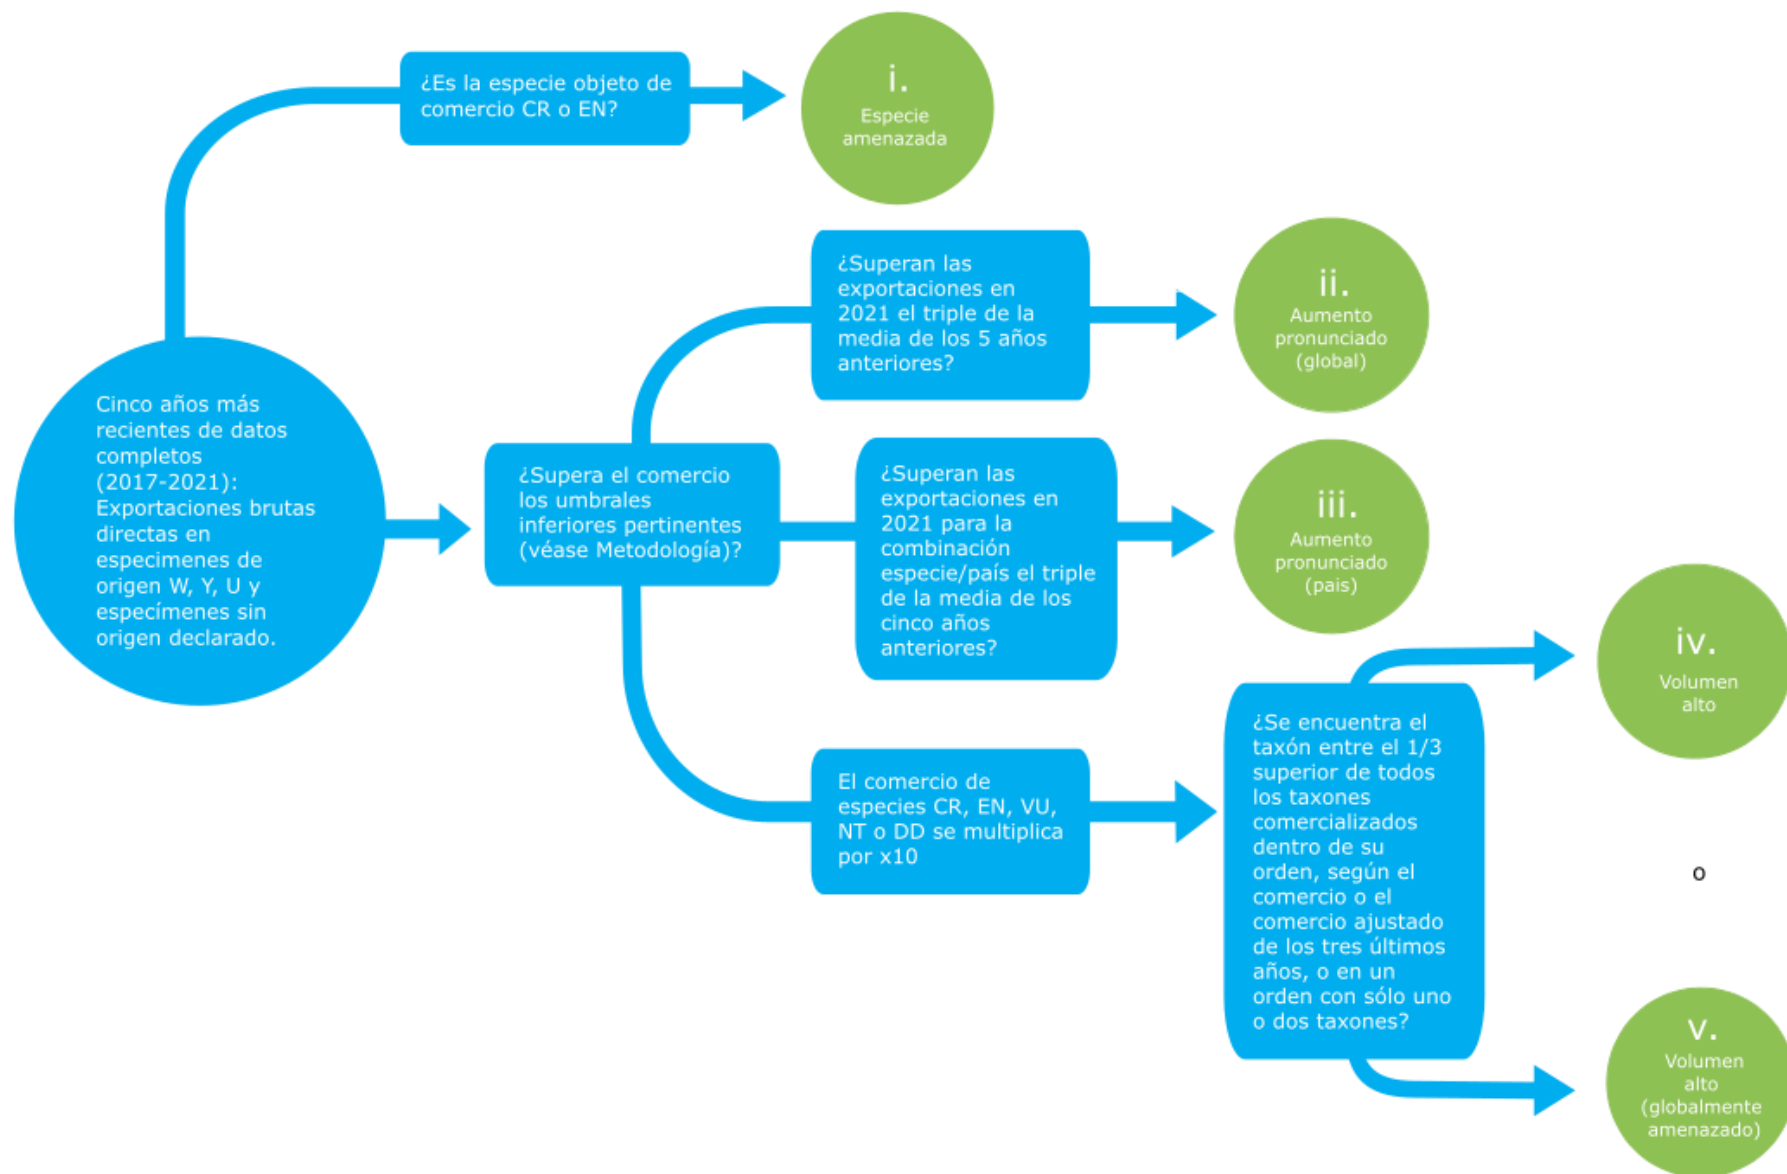 ¿Es la especie objeto de
comercio CR o EN?
i.
Especie
amenazada
¿Superan las
exportaciones en
2021 el triple de la
media de los 5 años
anteriores?
ii.
Aumento
pronunciado
(global)
Cinco años más
recientes de datos
completos
(2017-2021):
Exportaciones brutas
directas en
especimenes de
origen W, Y, U y
especímenes sin
origen declarado.
¿Supera el comercio
los umbrales
inferiores pertinentes
(véase Metodología)?
¿Superan las
exportaciones en
2021 para la
combinación
especie/país el triple
de la media de los
cinco años
anteriores?
iii.
Aumento
pronunciado
(pais)
El comercio de
especies CR, EN, VU,
NT o DD se multiplica
por x10
¿Se encuentra el
taxón entre el 1/3
superior de todos
los taxones
comercializados
dentro de su
orden, según el
comercio o el
comercio ajustado
de los tres últimos
años, o en un
orden con sólo uno
o dos taxones?
iv.
Volumen
alto
o
v.
Volumen
alto
(globalmente
amenazado)